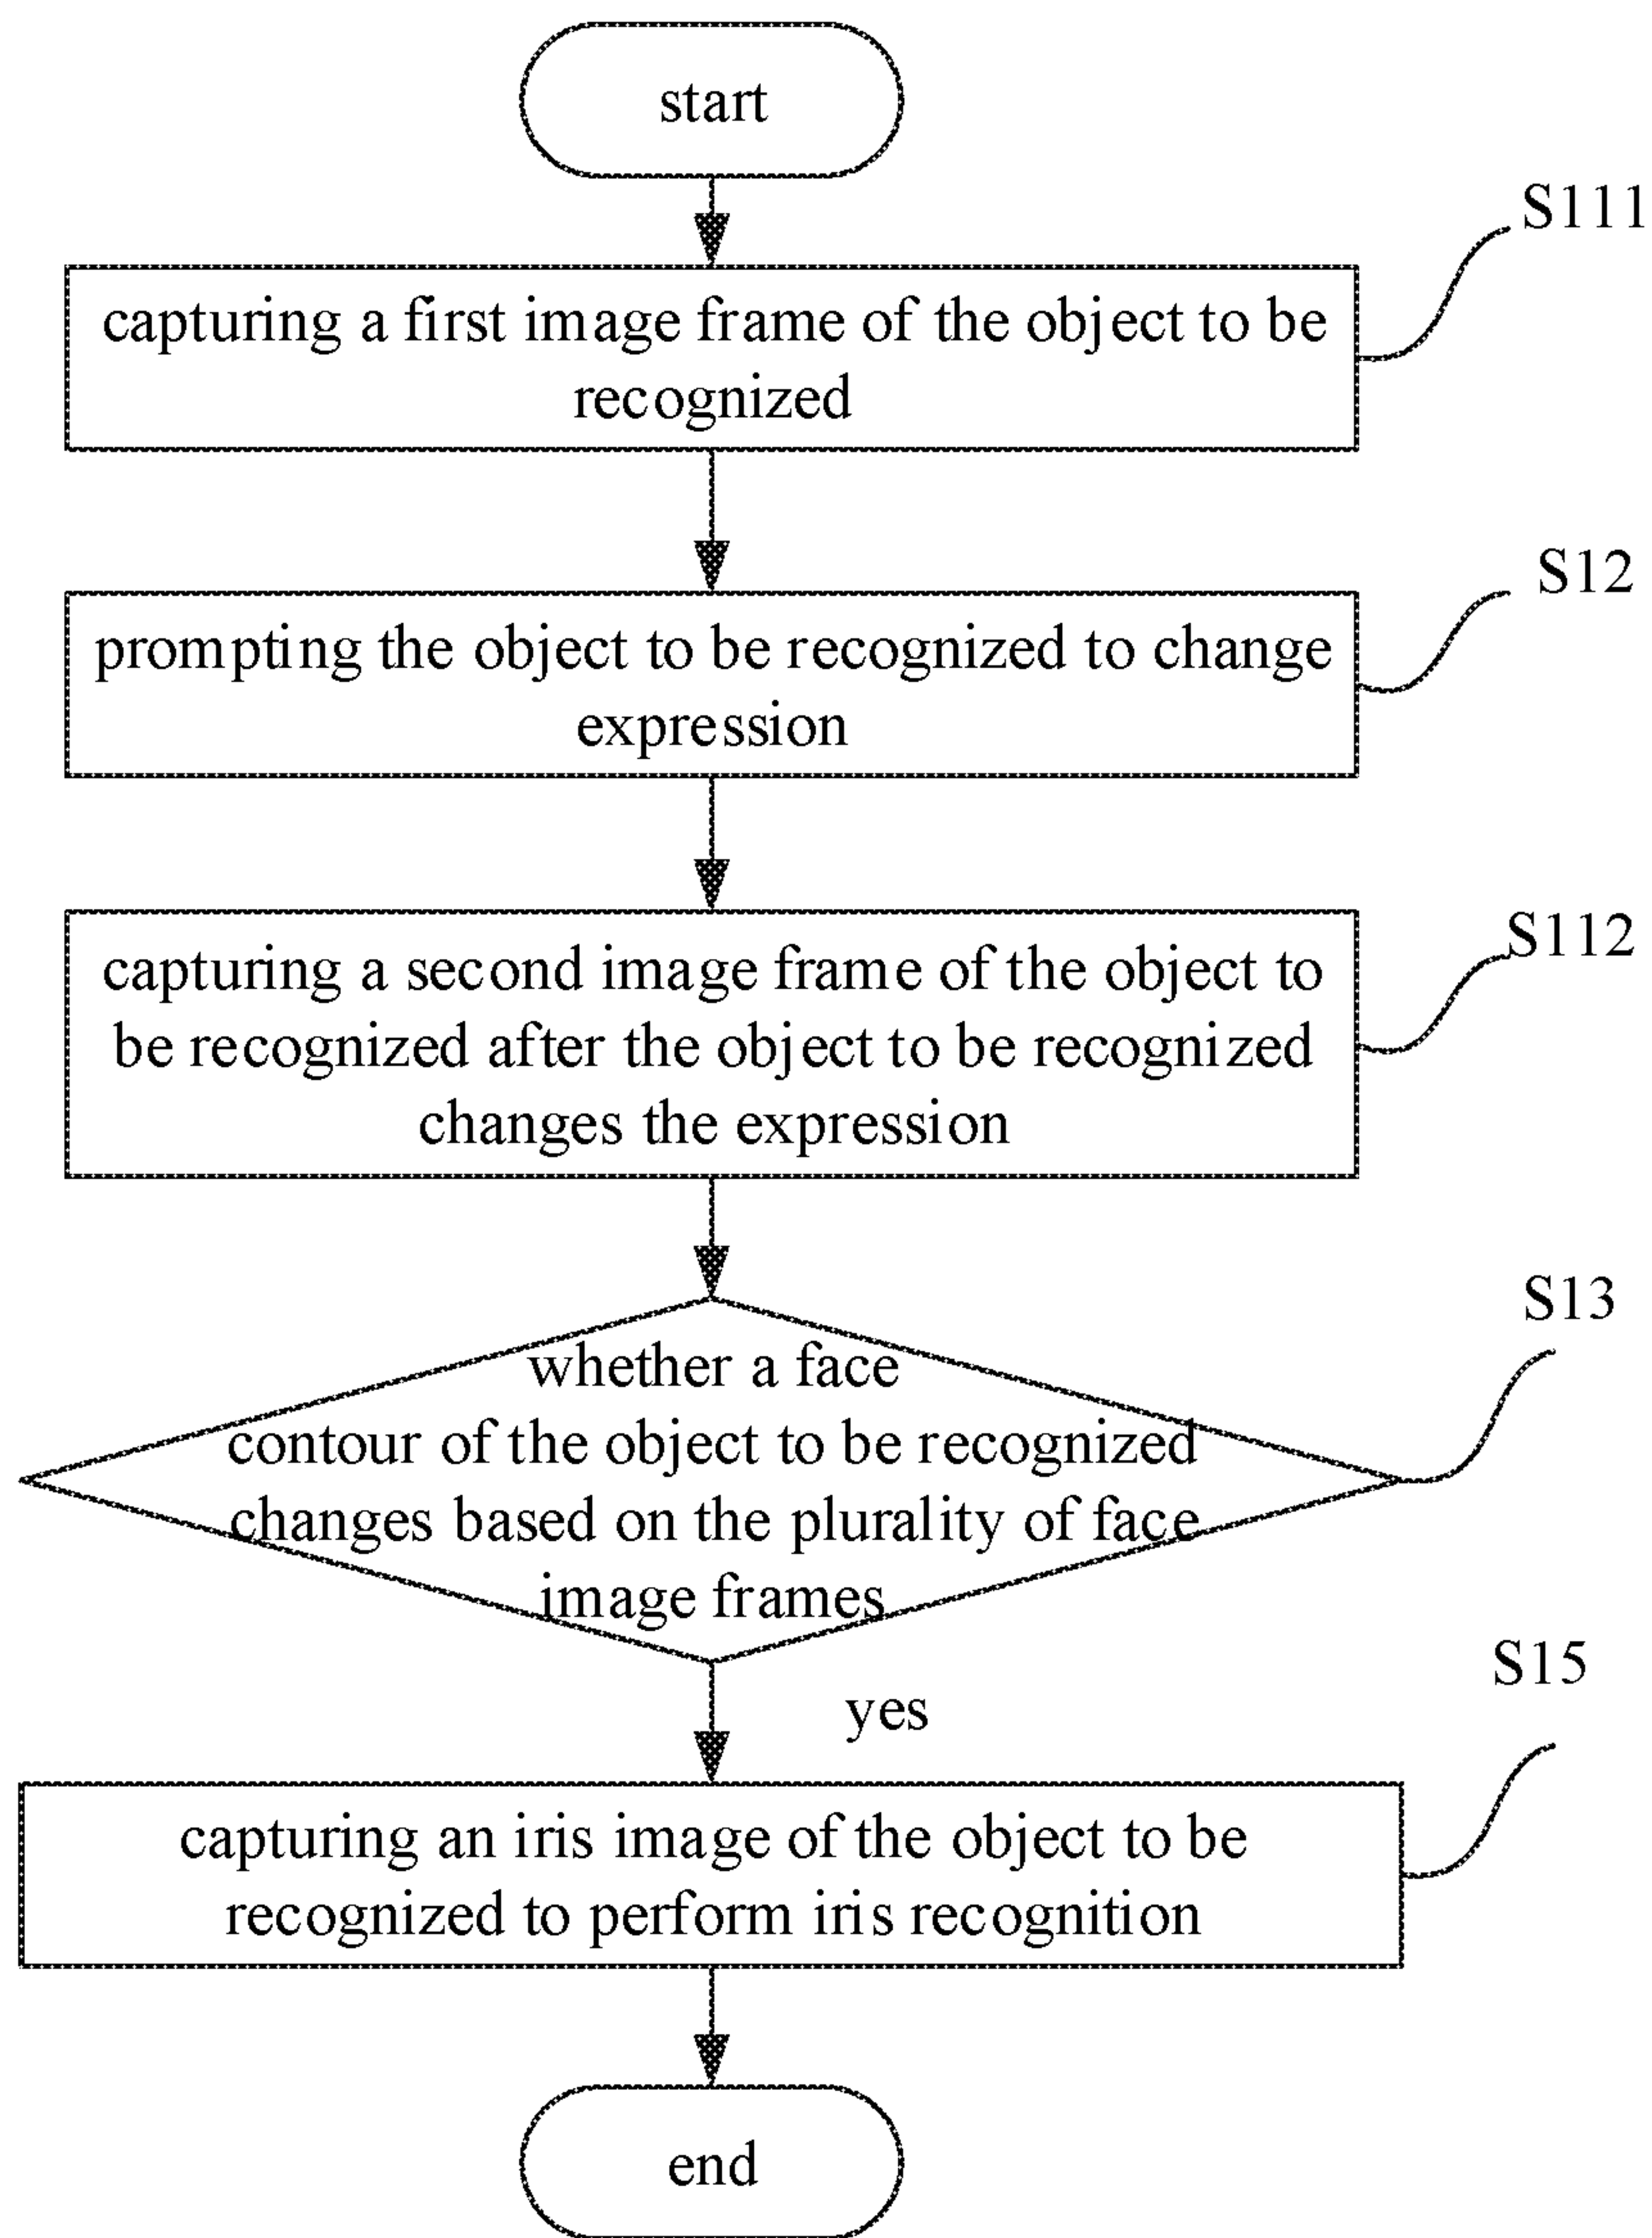 start
S111
capturing a first image frame of the object to be
recognized
S12
prompting the object to be recognized to change
expression
S112
capturing a second image frame of the object to
be recognized after the object to be recognized
changes the expression
S13
whether a face
contour of the object to be recognized
changes based on the plurality of face
image frames
S15
yes
capturing an iris image of the object to be
recognized to perform iris recognition
end